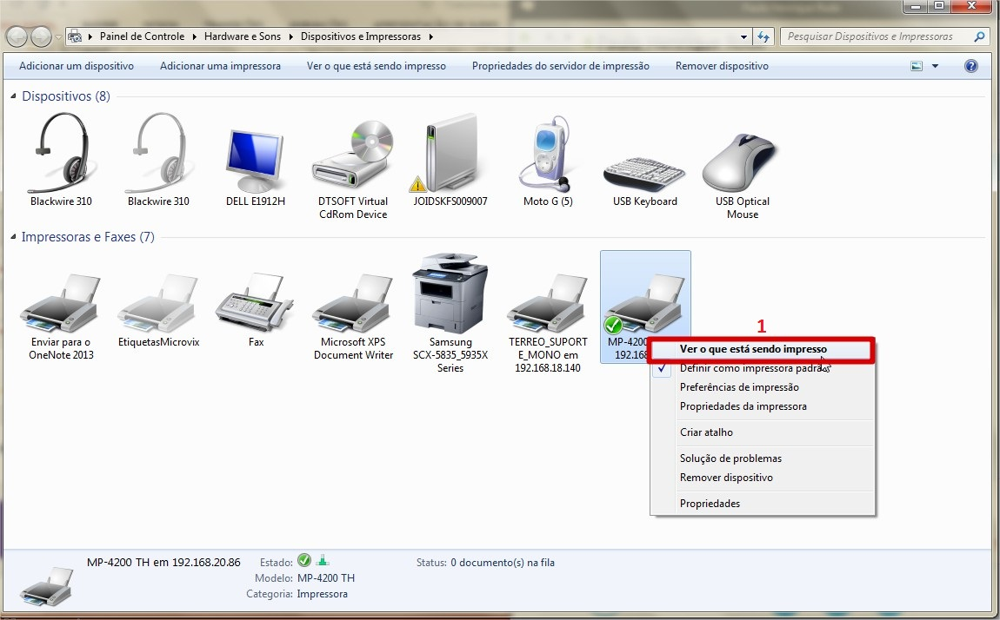 Painel de Controle Hardware e Sons Dispositivos e Impressoras Pesquisar Dispositivos e Impressoras
Adicionar um dispositivo Adicionar uma impressora Ver o que está sendo impresso Propriedades do servidor de impressão Remover dispositivo
Dispositivos (8)
Blackwire 310
Blackwire 310
DELL E1912H
DTSOFT Virtual
CdRom Device
JOIDSKFS009007
Moto G (5)
USB Keyboard
USB Optical
Mouse
Impressoras e Faxes (7)
Enviar para o
OneNote 2013
EtiquetasMicrovix
Fax
Microsoft XPS
Document Writer
Samsung
SCX-5835_5935X
Series
TERREO_SUPORT
E_MONO em
192.168.18.140
MP-4200
192.168
1
Ver o que está sendo impresso
Definir como impressora padrã
Preferências de impressão
Propriedades da impressora
Criar atalho
Solução de problemas
Remover dispositivo
Propriedades
MP-4200 TH em 192.168.20.86
Estado:
Modelo: MP-4200 TH
Categoria: Impressora
Status: 0 documento(s) na fila